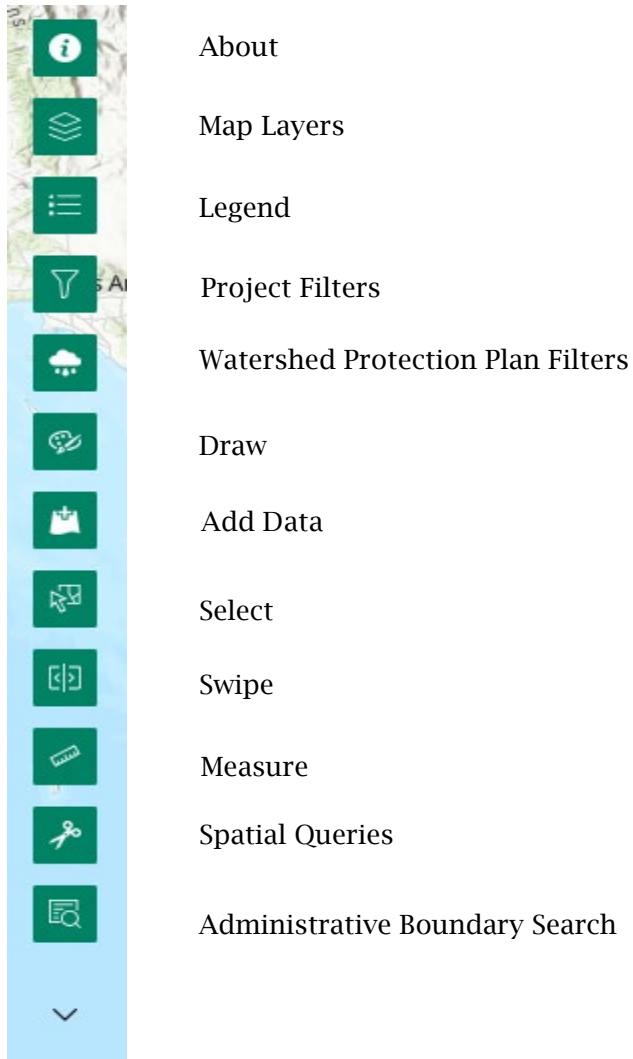 About
Map Layers
Legend
s Ar
Project Filters
Watershed Protection Plan Filters
Draw
Add Data
Select
Swipe
Measure
Spatial Queries
Administrative Boundary Search